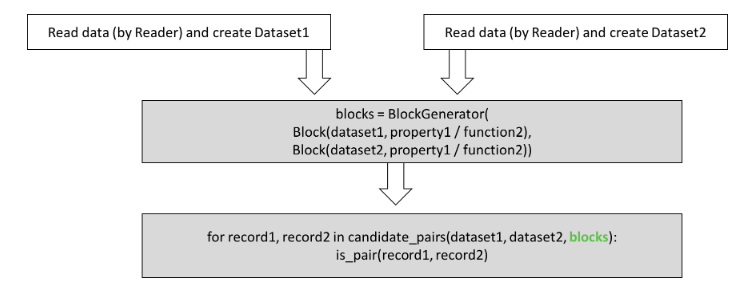 Read data (by Reader) and create Dataset1
Read data (by Reader) and create Dataset2
blocks = BlockGenerator(
Block(dataset1, property1 / function2),
Block(dataset2, property1 / function2))
for record1, record2 in candidate_pairs(dataset1, dataset2, blocks):
is_pair(record1, record2)